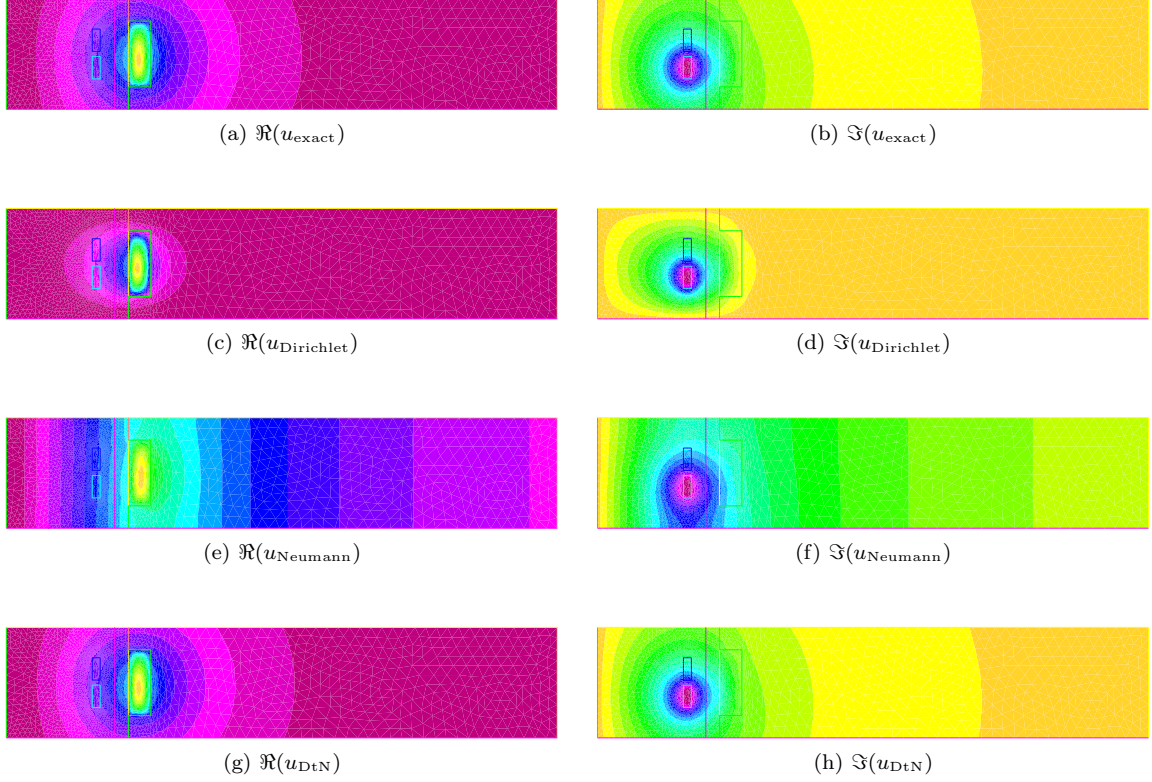 (a) ℜ(u_exact)
(b) ℑ(u_exact)
(c) ℜ(u_Dirichlet)
(d) ℑ(u_Dirichlet)
(e) ℜ(u_Neumann)
(f) ℑ(u_Neumann)
(g) ℜ(u_DtN)
(h) ℑ(u_DtN)